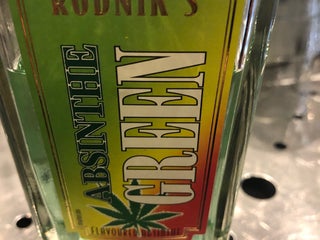 RODNIK'S
ABSINTHE
GREEN
FLAVOURED ABSINTHE